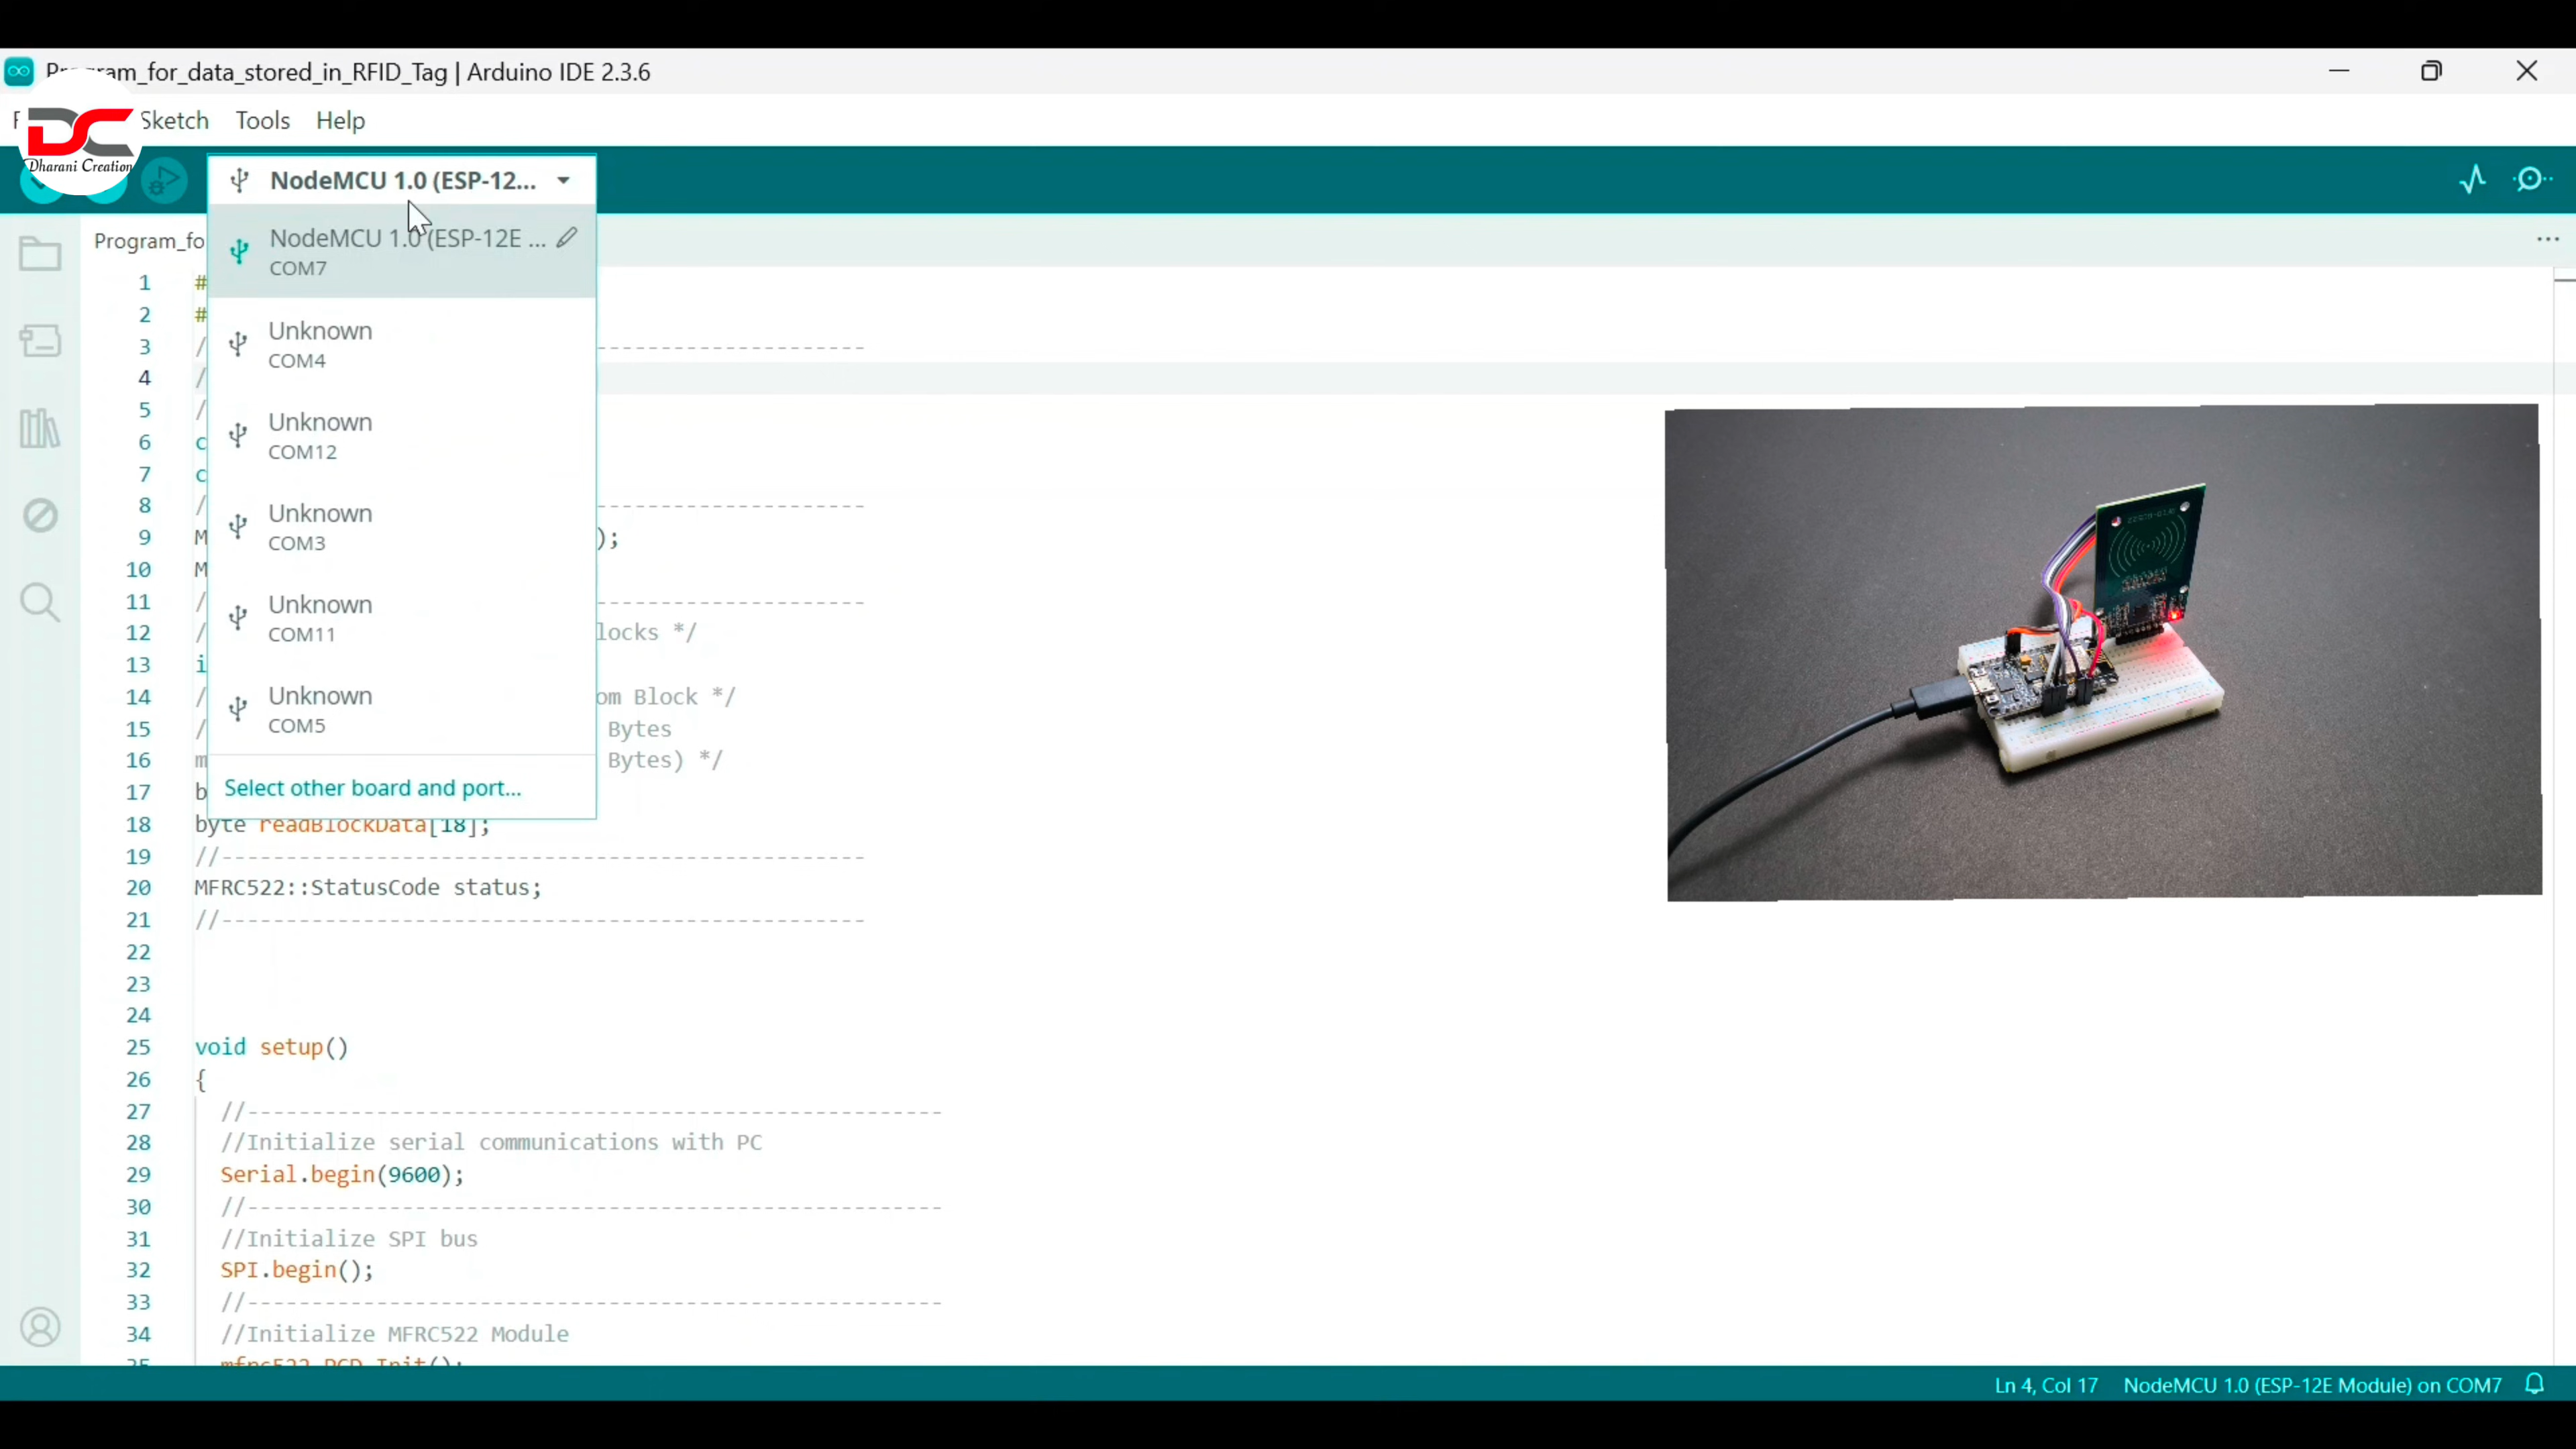 Program_for_data_stored_in_RFID_Tag | Arduino IDE 2.3.6
Sketch Tools Help
DC
Dharani Creation
NodeMCU 1.0 (ESP-12...
NodeMCU 1.0 (ESP-12E ...
COM7
Unknown
COM4
Unknown
COM12
Unknown
COM3
Unknown
COM11
Unknown
COM5
Select other board and port...
Program_fo
1 #
2 #
3 / --------------------
4 /
5 /
6 c
7 c
8 / --------------------
9 M );
10 M
11 / --------------------
12 / locks */
13 i
14 / om Block */
15 / Bytes
16 m Bytes) */
17 b
18 byte readBlockData[18];
19 //--------------------------------------------------
20 MFRC522::StatusCode status;
21 //--------------------------------------------------
22
23
24
25 void setup()
26 {
27 //------------------------------------------------------
28 //Initialize serial communications with PC
29 Serial.begin(9600);
30 //------------------------------------------------------
31 //Initialize SPI bus
32 SPI.begin();
33 //------------------------------------------------------
34 //Initialize MFRC522 Module
35 mfrc522.PCD_Init();
Ln 4, Col 17 NodeMCU 1.0 (ESP-12E Module) on COM7